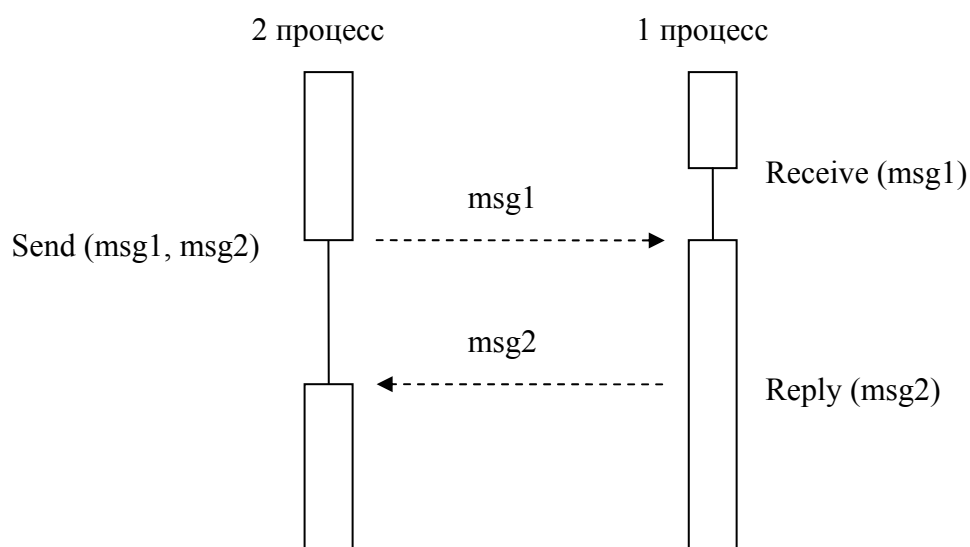 2 процесс
1 процесс
Receive (msg1)
msg1
Send (msg1, msg2)
msg2
Reply (msg2)